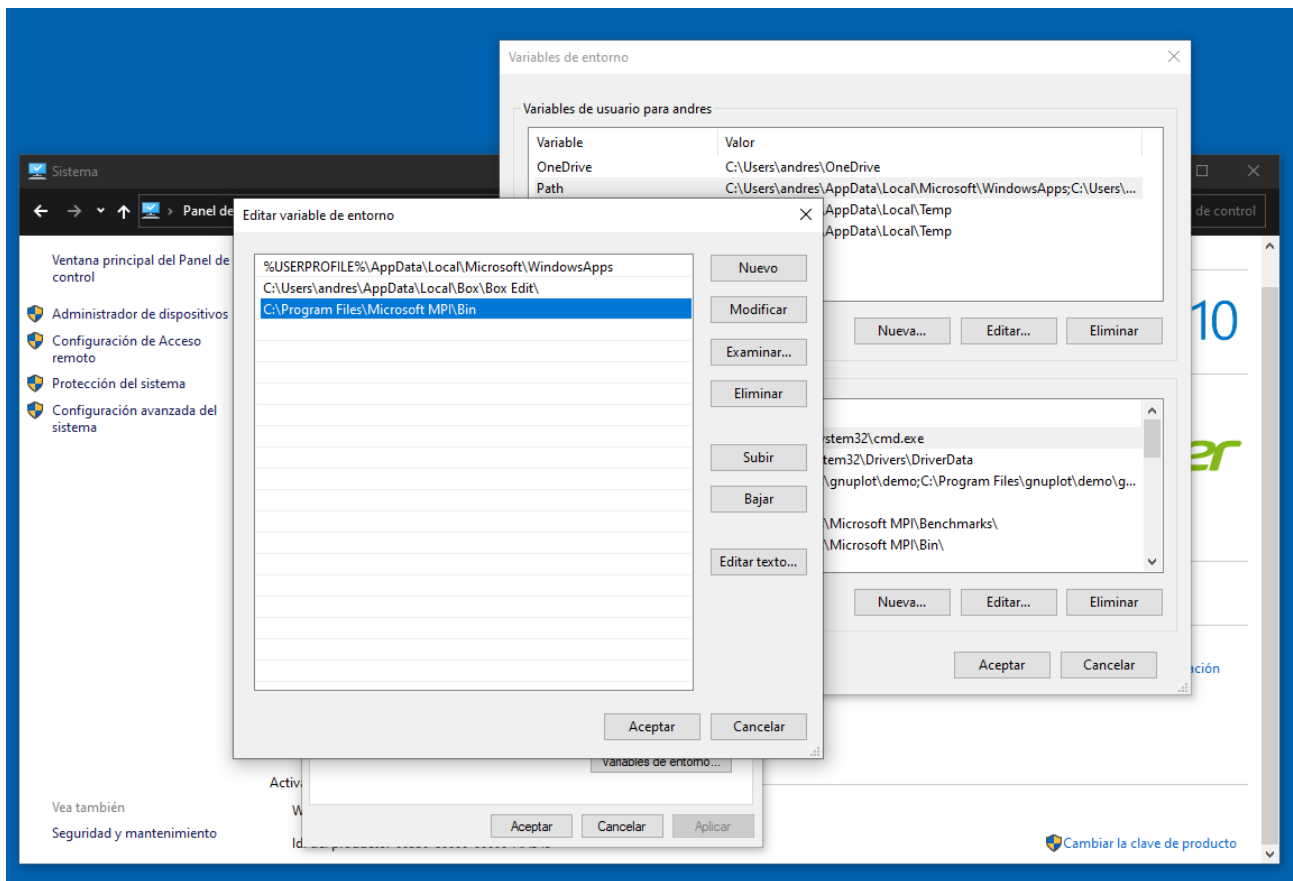 Variables de entorno
Variables de usuario para andres
Variable Valor
OneDrive C:\Users\andres\OneDrive
Path C:\Users\andres\AppData\Local\Microsoft\WindowsApps;C:\Users\...
\AppData\Local\Temp
\AppData\Local\Temp
Nueva... Editar... Eliminar
stem32\cmd.exe
tem32\Drivers\DriverData
\gnuplot\demo;C:\Program Files\gnuplot\demo\g...
\Microsoft MPI\Benchmarks\
\Microsoft MPI\Bin\
Nueva... Editar... Eliminar
Aceptar Cancelar
Sistema
Panel de
de control
Ventana principal del Panel de
control
Administrador de dispositivos
Configuración de Acceso
remoto
Protección del sistema
Configuración avanzada del
sistema
Editar variable de entorno
%USERPROFILE%\AppData\Local\Microsoft\WindowsApps
C:\Users\andres\AppData\Local\Box\Box Edit\
C:\Program Files\Microsoft MPI\Bin
Nuevo
Modificar
Examinar...
Eliminar
Subir
Bajar
Editar texto...
Aceptar Cancelar
10
er
ación
Variables de entorno...
Activ
W
Aceptar Cancelar Aplicar
Vea también
Seguridad y mantenimiento
Id
Cambiar la clave de producto